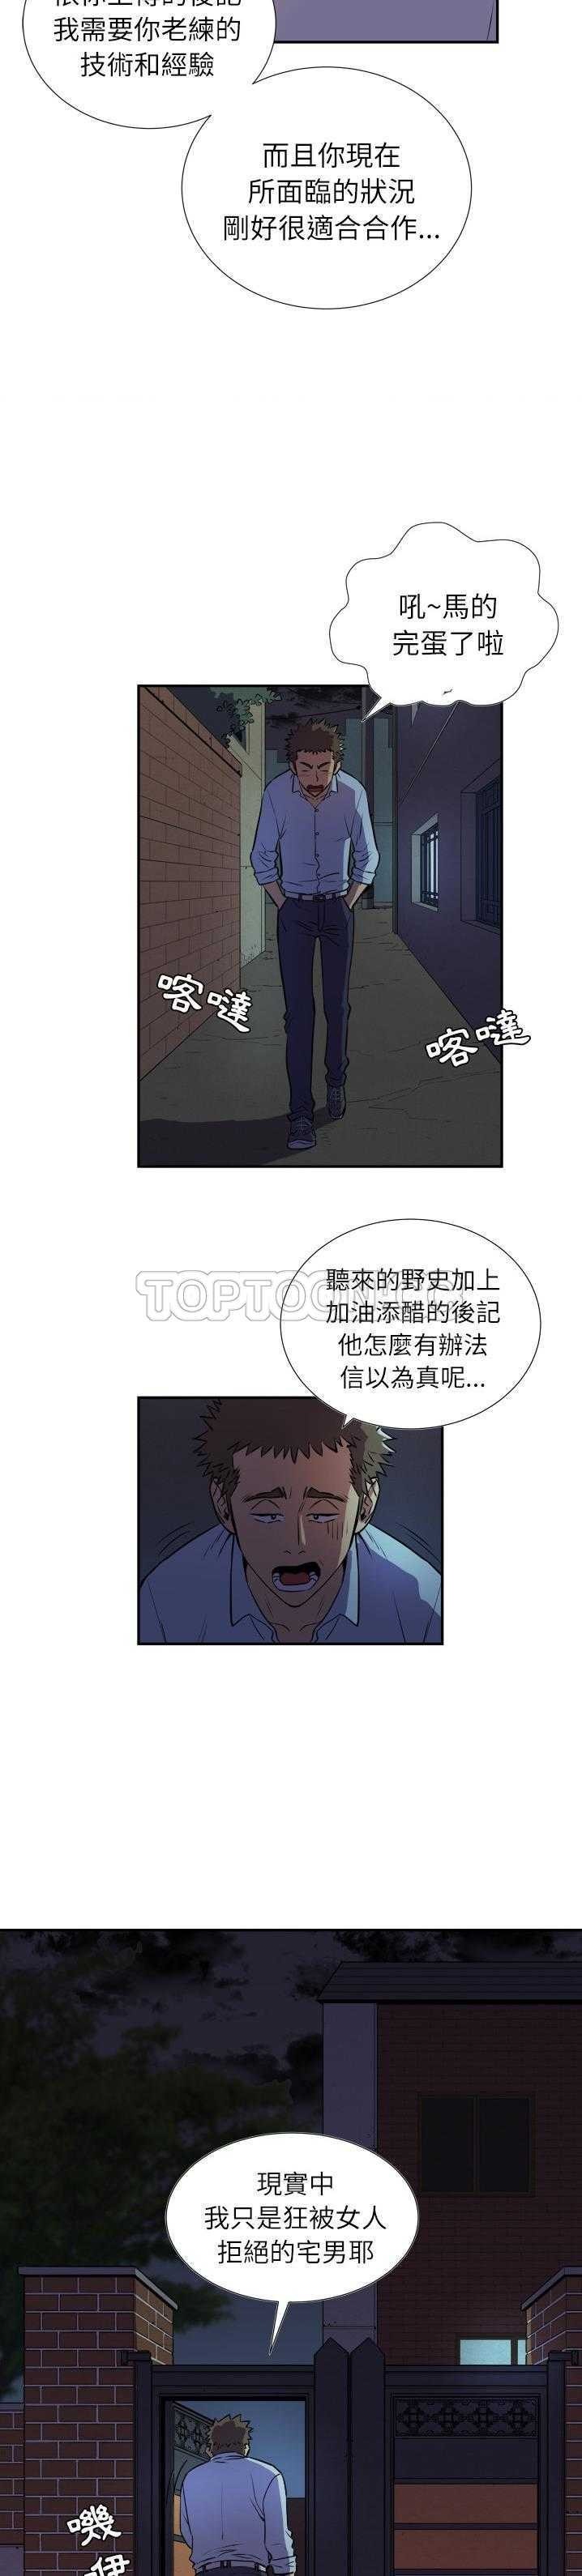 我需要你老練的
技術和經驗
而且你現在
所面臨的狀況
剛好很適合合作...
吼~馬的
完蛋了啦
喀噠
喀噠
聽來的野史加上
加油添醋的後記
他怎麼有辦法
信以為真呢...
TOPTOON
現實中
我只是狂被女人
拒絕的宅男耶
嘰
伊